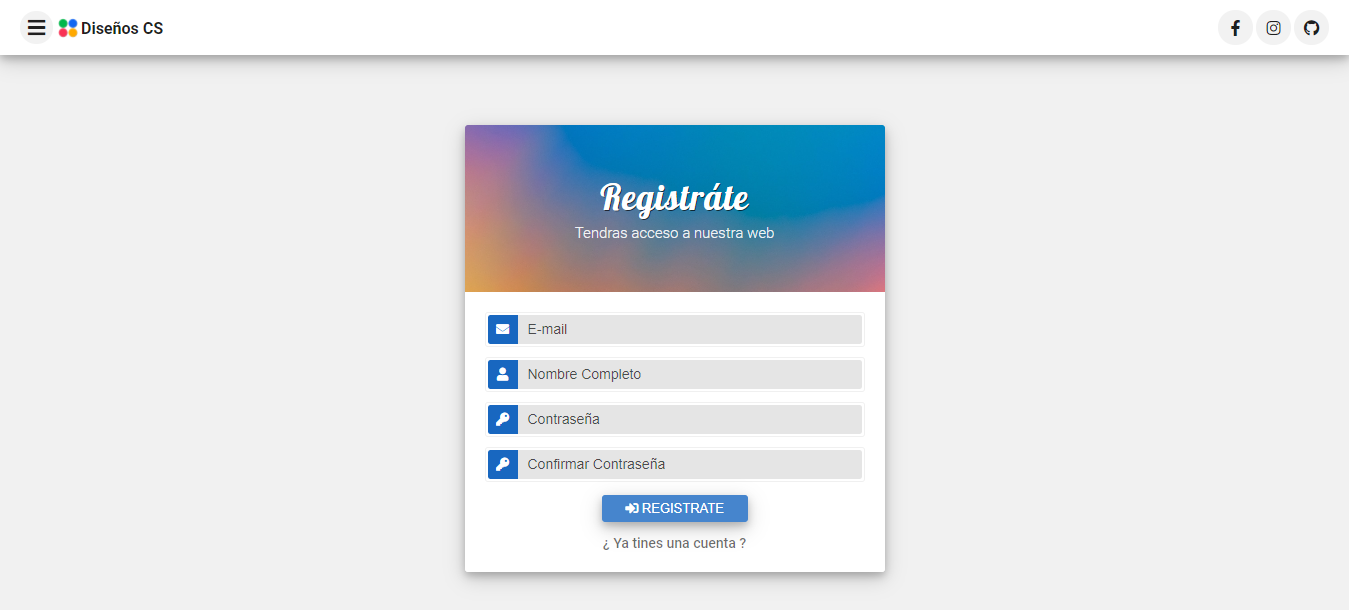 Diseños CS
Registráte
Tendras acceso a nuestra web
E-mail
Nombre Completo
Contraseña
Confirmar Contraseña
REGISTRATE
¿ Ya tines una cuenta ?